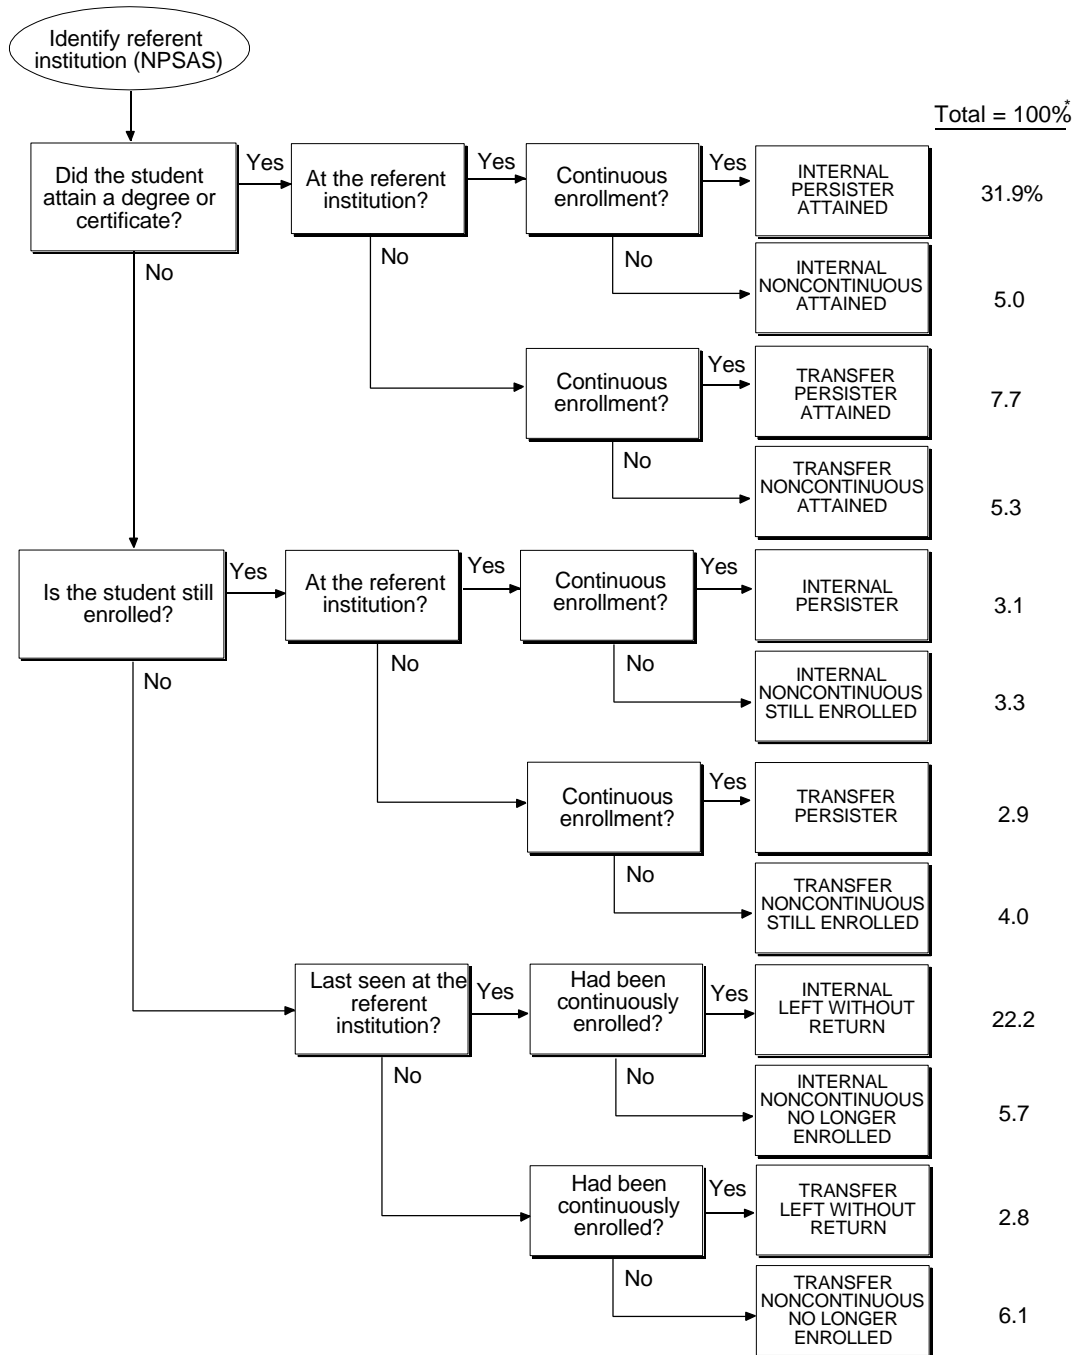 Identify referent
institution (NPSAS)
Total = 100%*
Did the student
attain a degree or
certificate?
Yes
At the referent
institution?
Yes
Continuous
enrollment?
Yes
INTERNAL
PERSISTER
ATTAINED
31.9%
No
No
No
INTERNAL
NONCONTINUOUS
ATTAINED
5.0
Continuous
enrollment?
Yes
TRANSFER
PERSISTER
ATTAINED
7.7
No
TRANSFER
NONCONTINUOUS
ATTAINED
5.3
Is the student still
enrolled?
Yes
At the referent
institution?
Yes
Continuous
enrollment?
Yes
INTERNAL
PERSISTER
3.1
No
No
No
INTERNAL
NONCONTINUOUS
STILL ENROLLED
3.3
Continuous
enrollment?
Yes
TRANSFER
PERSISTER
2.9
No
TRANSFER
NONCONTINUOUS
STILL ENROLLED
4.0
Last seen at the
referent
institution?
Yes
Had been
continuously
enrolled?
Yes
INTERNAL
LEFT WITHOUT
RETURN
22.2
No
No
INTERNAL
NONCONTINUOUS
NO LONGER
ENROLLED
5.7
Had been
continuously
enrolled?
Yes
TRANSFER
LEFT WITHOUT
RETURN
2.8
No
TRANSFER
NONCONTINUOUS
NO LONGER
ENROLLED
6.1